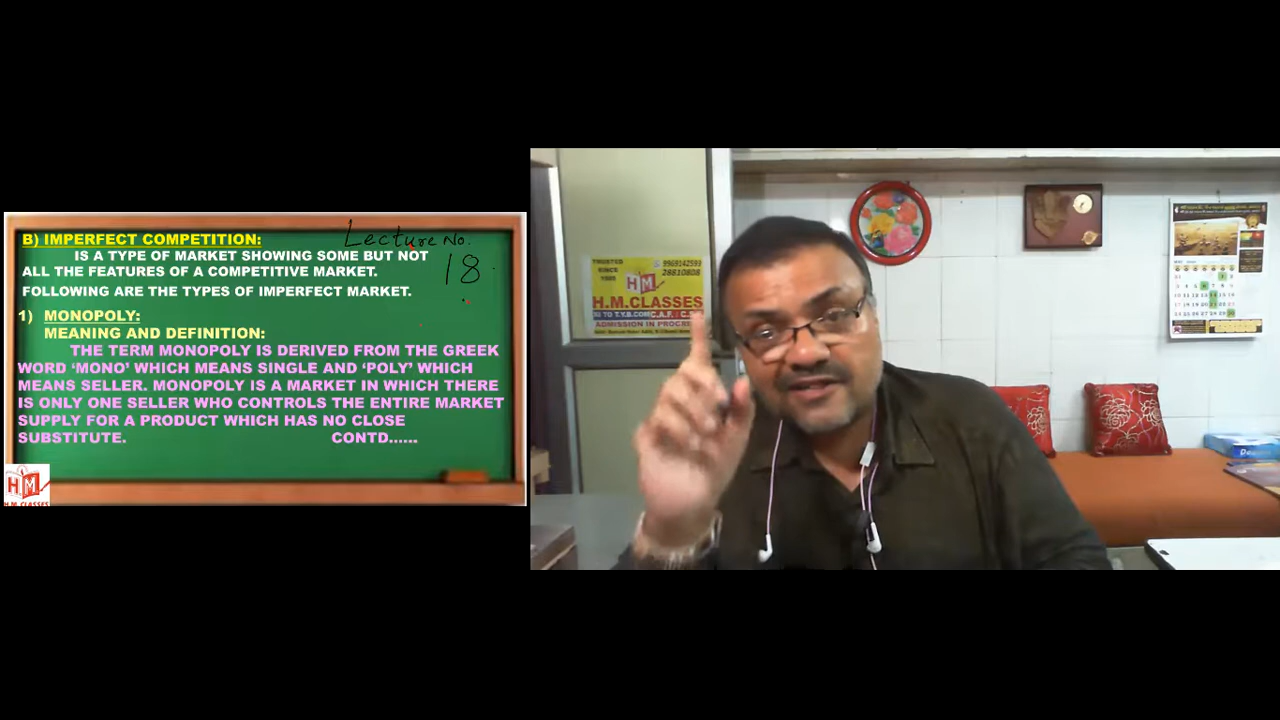 B) IMPERFECT COMPETITION:
Lecture No.
18
IS A TYPE OF MARKET SHOWING SOME BUT NOT
ALL THE FEATURES OF A COMPETITIVE MARKET.
FOLLOWING ARE THE TYPES OF IMPERFECT MARKET.
1) MONOPOLY:
MEANING AND DEFINITION:
THE TERM MONOPOLY IS DERIVED FROM THE GREEK
WORD ‘MONO’ WHICH MEANS SINGLE AND ‘POLY’ WHICH
MEANS SELLER. MONOPOLY IS A MARKET IN WHICH THERE
IS ONLY ONE SELLER WHO CONTROLS THE ENTIRE MARKET
SUPPLY FOR A PRODUCT WHICH HAS NO CLOSE
SUBSTITUTE. CONTD......
HM
H.M.CLASSES
TRUSTED
SINCE
9969142599
28810808
HM
H.M.CLASSES
ADMISSION IN PROGRE